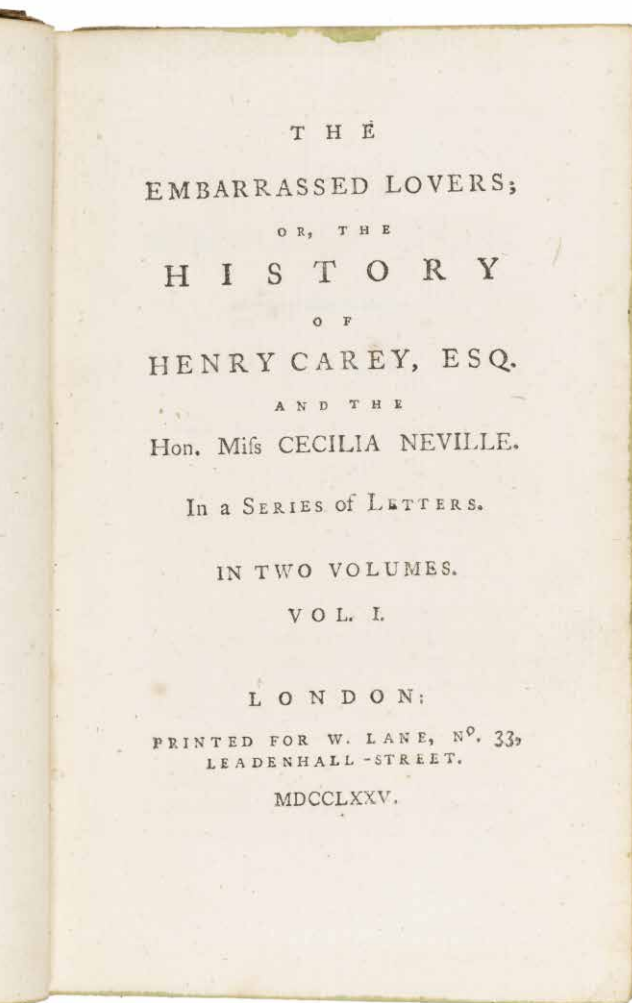 THE
EMBARRASSED LOVERS;
OR, THE
HISTORY
OF
HENRY CAREY, ESQ.
AND THE
Hon. Miſs CECILIA NEVILLE.
In a SERIES of LETTERS.
IN TWO VOLUMES.
VOL. I.
LONDON:
PRINTED FOR W. LANE, Nº. 33,
LEADENHALL-STREET.
MDCCLXXV.